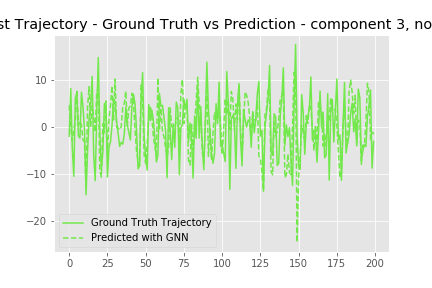 st Trajectory - Ground Truth vs Prediction - component 3, no
10
0
−10
−20
Ground Truth Trajectory
Predicted with GNN
0 25 50 75 100 125 150 175 200